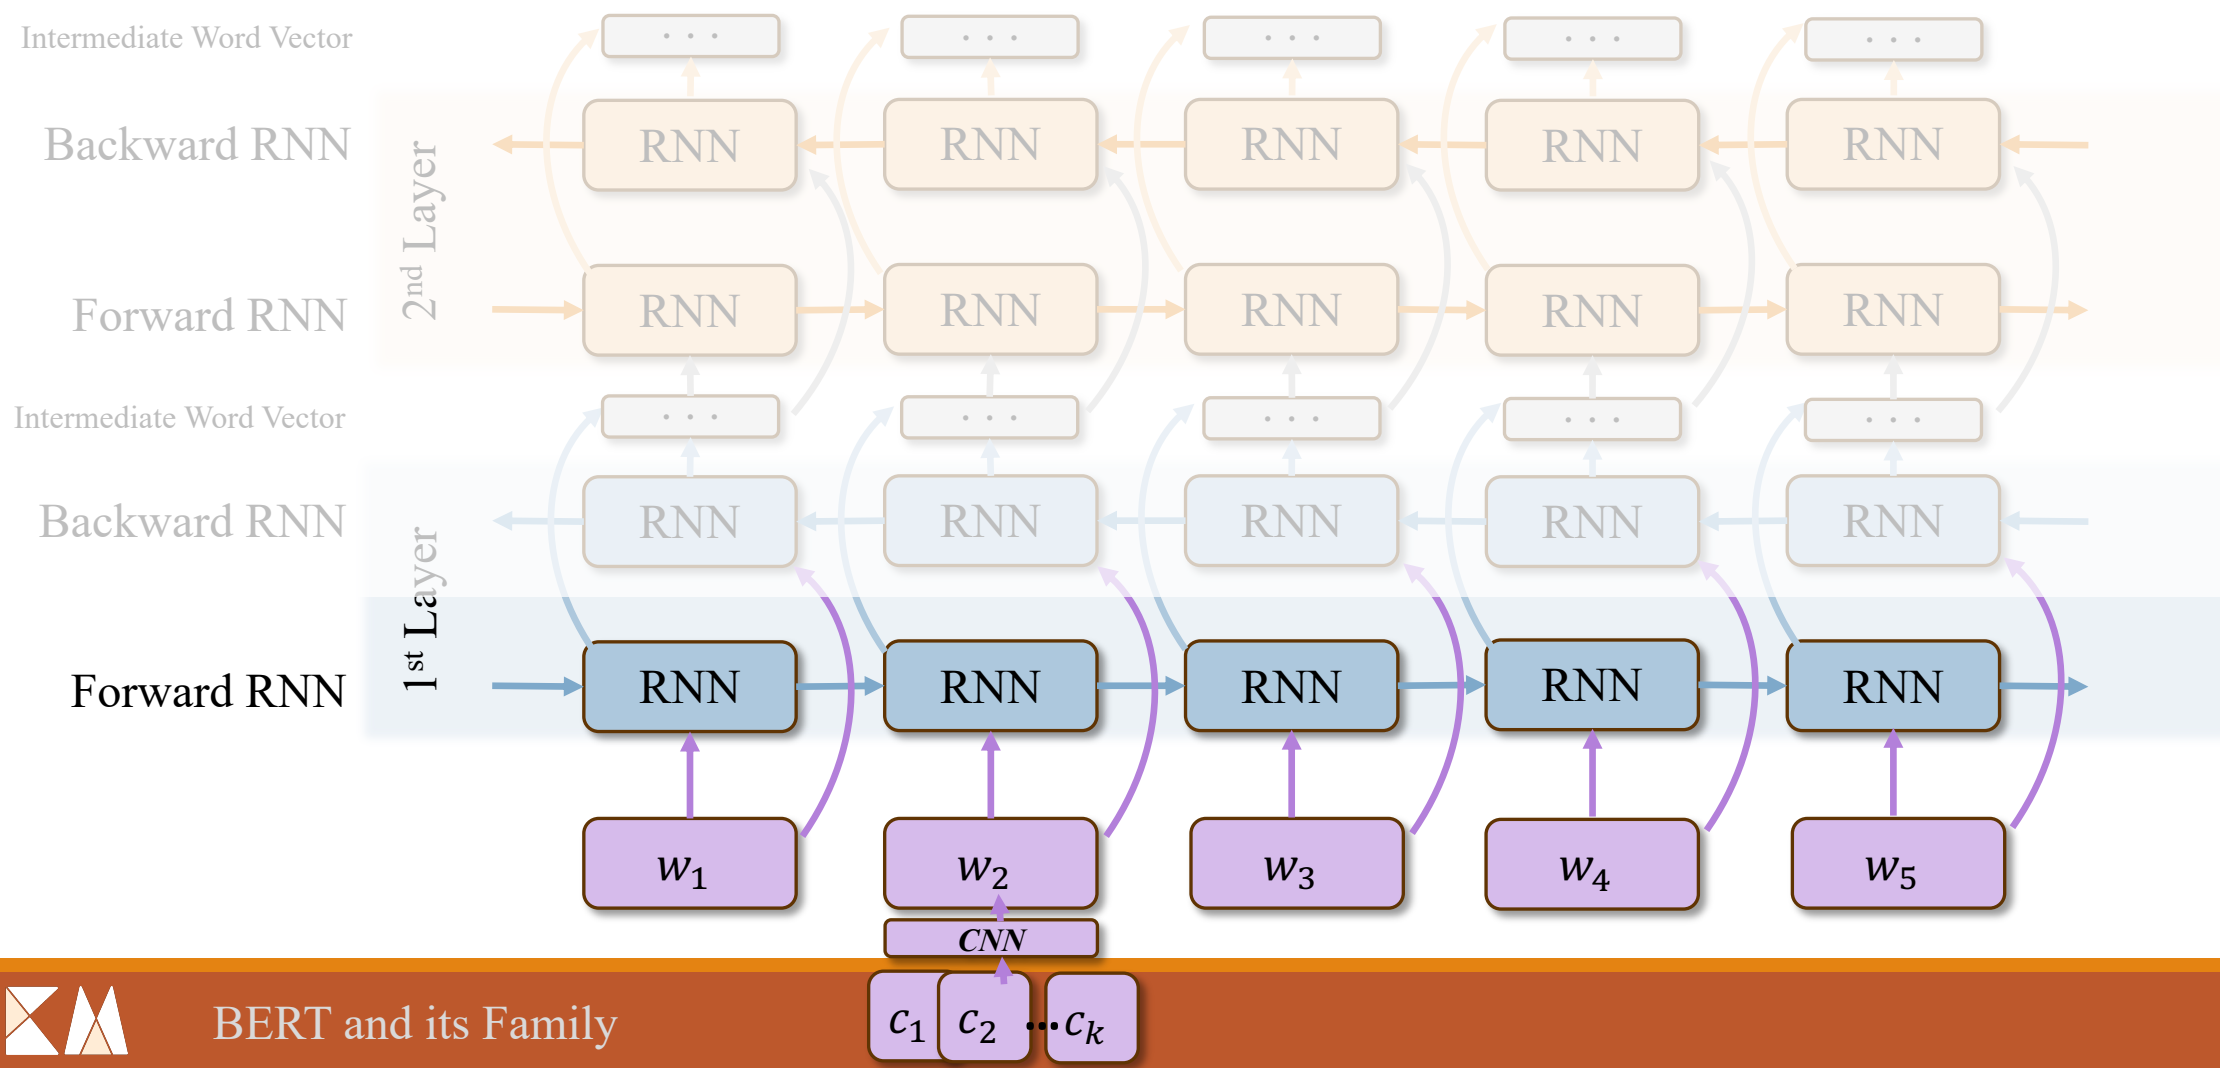 Intermediate Word Vector
· · · · · · · · · · · · · · ·
Backward RNN
RNN RNN RNN RNN RNN
2nd Layer
Forward RNN
RNN RNN RNN RNN RNN
Intermediate Word Vector
· · · · · · · · · · · · · · ·
Backward RNN
RNN RNN RNN RNN RNN
1st Layer
Forward RNN
RNN RNN RNN RNN RNN
w₁ w₂ w₃ w₄ w₅
CNN
c₁ c₂ ... cₖ
BERT and its Family